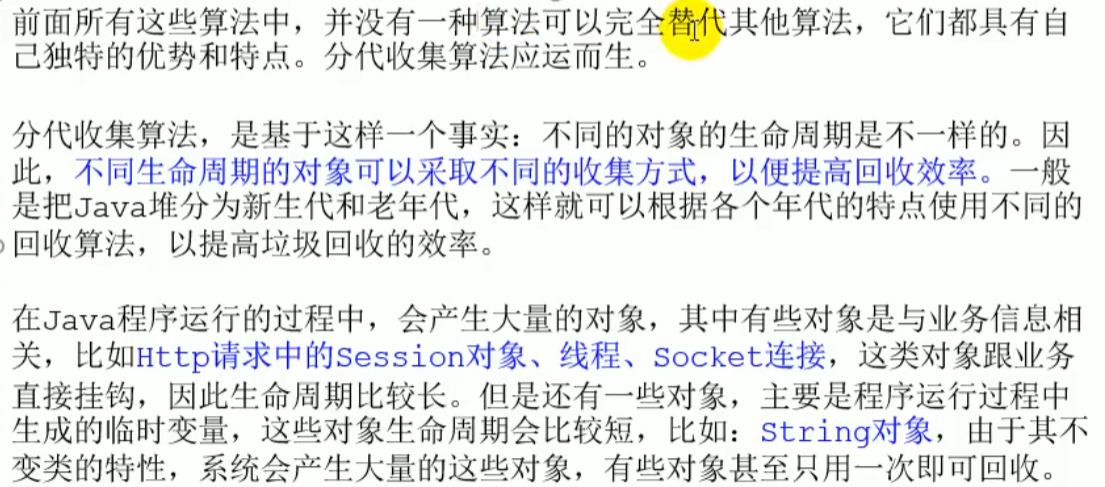 前面所有这些算法中，并没有一种算法可以完全替代其他算法，它们都具有自
己独特的优势和特点。分代收集算法应运而生。
分代收集算法，是基于这样一个事实：不同的对象的生命周期是不一样的。因
此，不同生命周期的对象可以采取不同的收集方式，以便提高回收效率。一般
是把Java堆分为新生代和老年代，这样就可以根据各个年代的特点使用不同的
回收算法，以提高垃圾回收的效率。
在Java程序运行的过程中，会产生大量的对象，其中有些对象是与业务信息相
关，比如Http请求中的Session对象、线程、Socket连接，这类对象跟业务
直接挂钩，因此生命周期比较长。但是还有一些对象，主要是程序运行过程中
生成的临时变量，这些对象生命周期会比较短，比如：String对象，由于其不
变类的特性，系统会产生大量的这些对象，有些对象甚至只用一次即可回收。